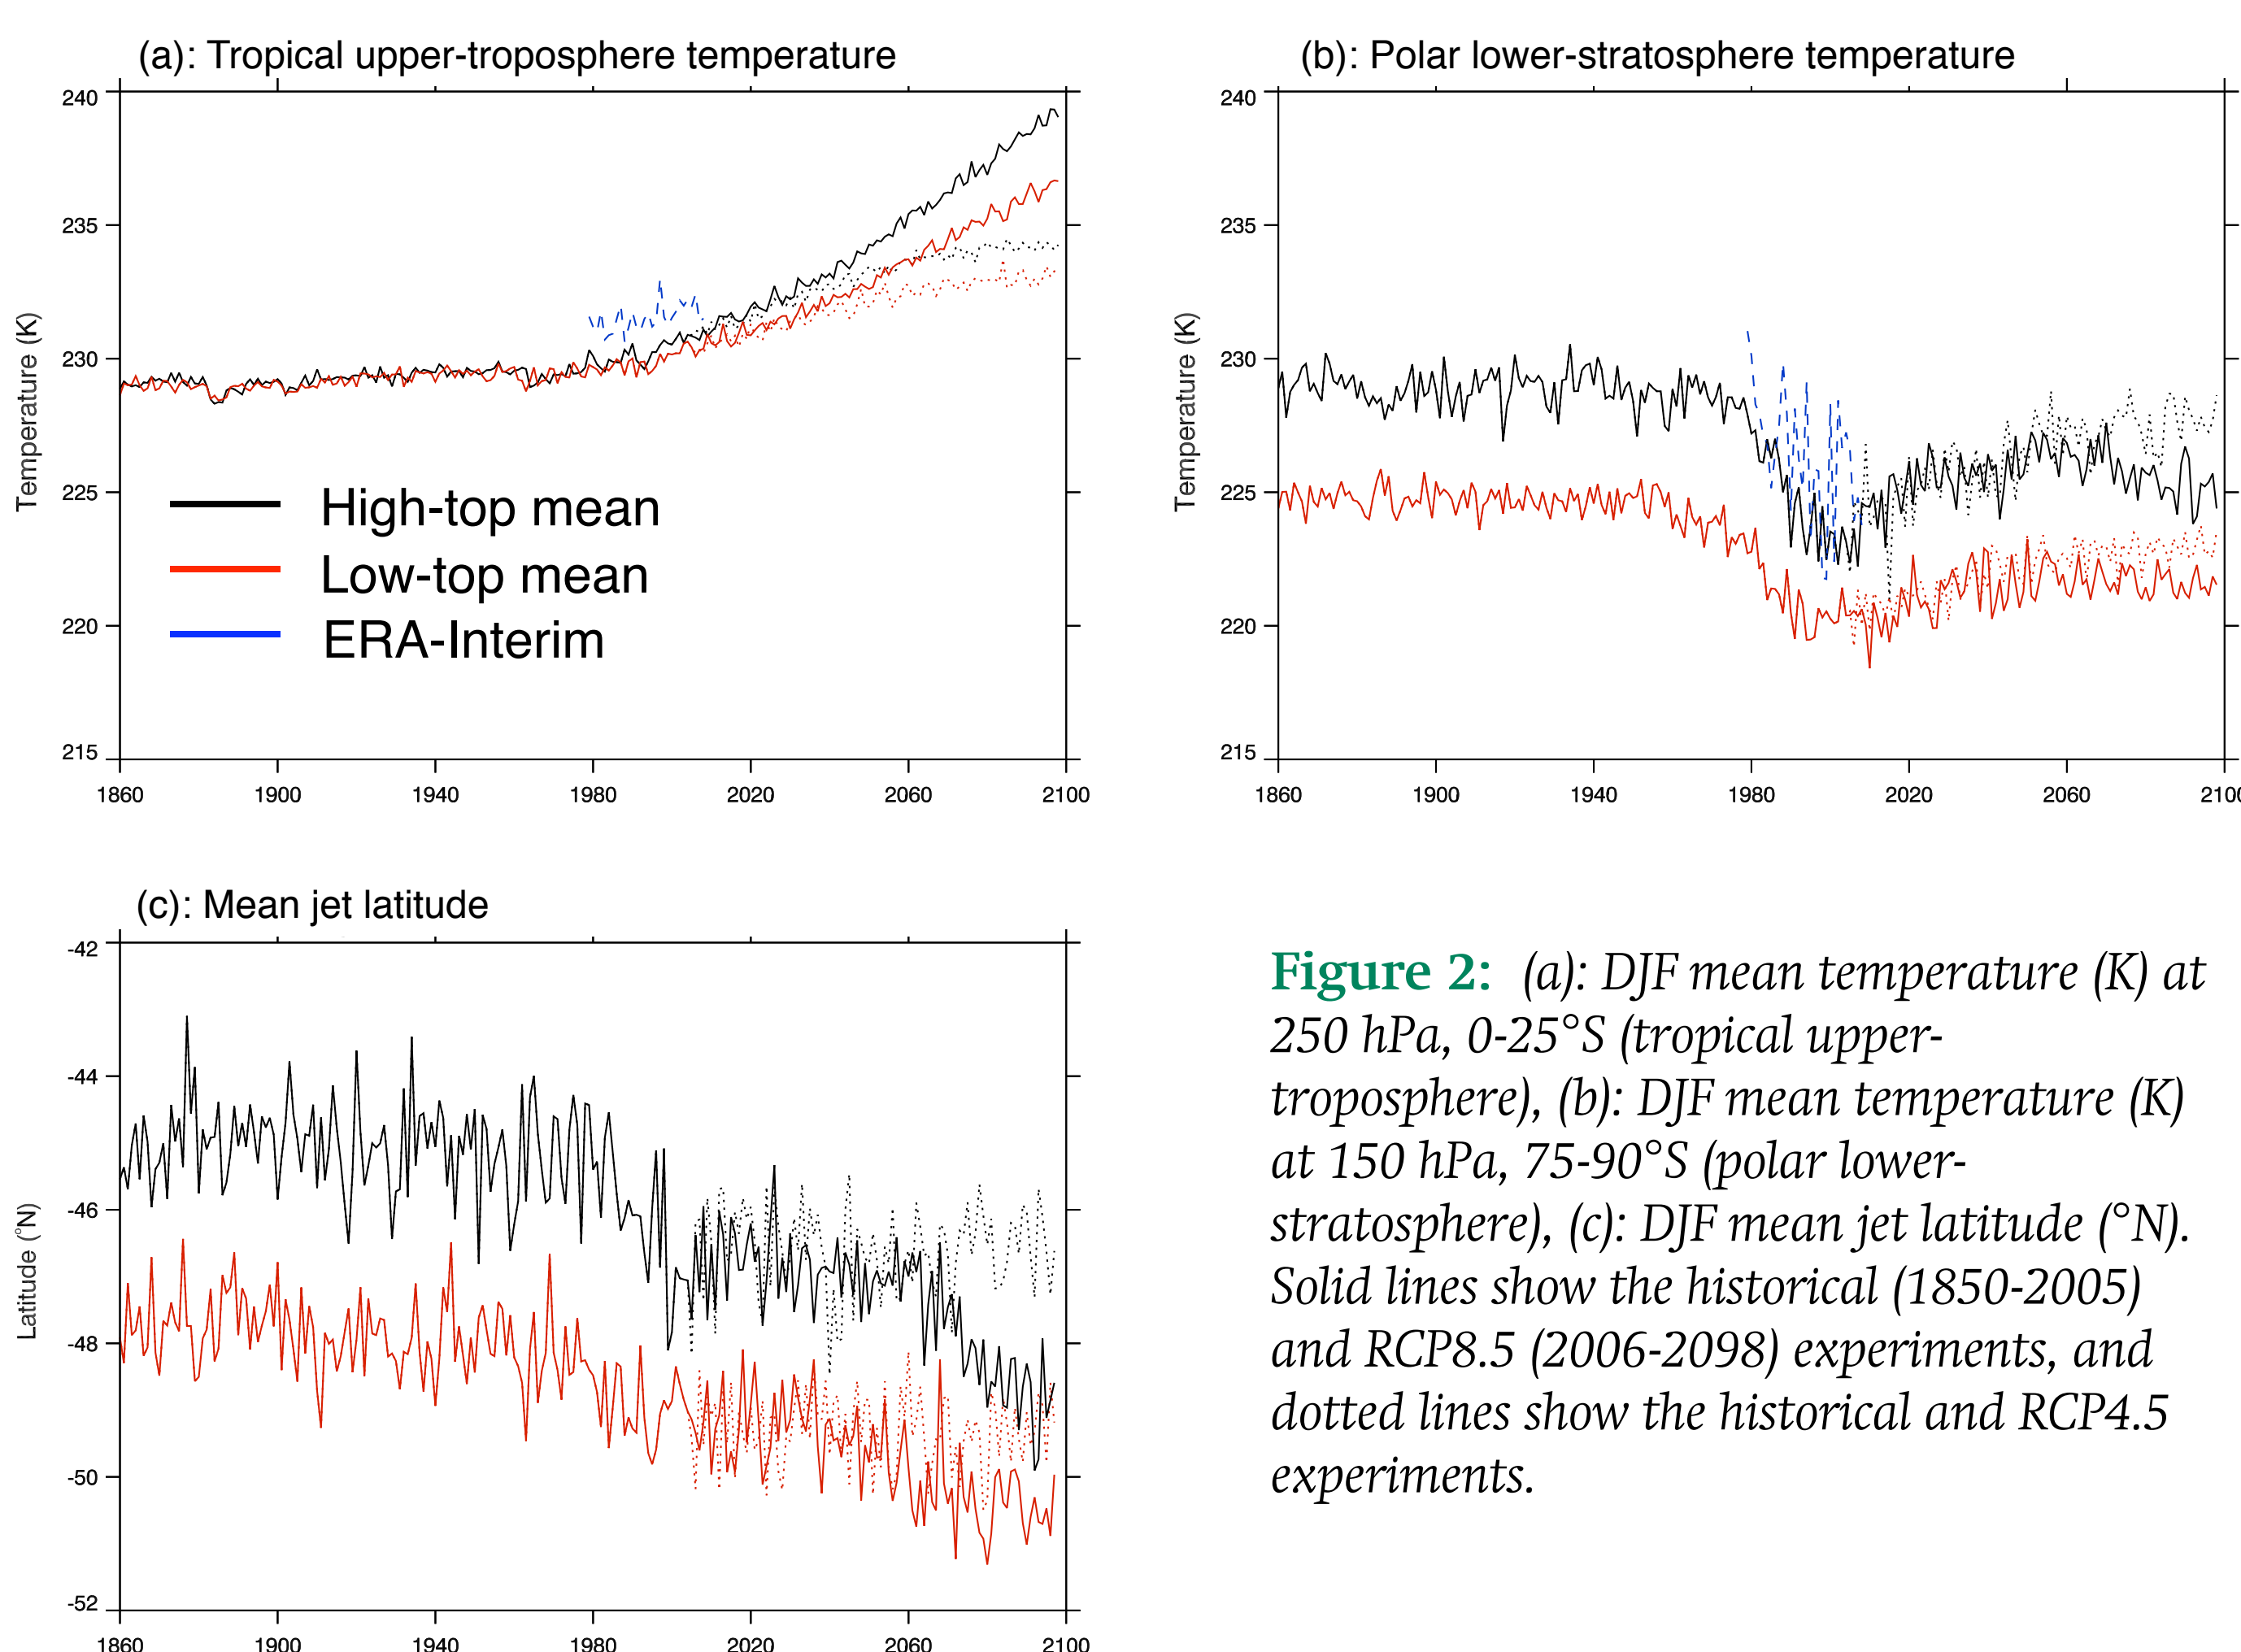 (a): Tropical upper-troposphere temperature
240
235
230
225
220
215
Temperature (K)
High-top mean
Low-top mean
ERA-Interim
1860 1900 1940 1980 2020 2060 2100
(b): Polar lower-stratosphere temperature
240
235
230
225
220
215
Temperature (K)
1860 1900 1940 1980 2020 2060 2100
(c): Mean jet latitude
-42
-44
-46
-48
-50
-52
Latitude (°N)
1860 1900 1940 1980 2020 2060 2100
Figure 2: (a): DJF mean temperature (K) at
250 hPa, 0-25°S (tropical upper-
troposphere), (b): DJF mean temperature (K)
at 150 hPa, 75-90°S (polar lower-
stratosphere), (c): DJF mean jet latitude (°N).
Solid lines show the historical (1850-2005)
and RCP8.5 (2006-2098) experiments, and
dotted lines show the historical and RCP4.5
experiments.